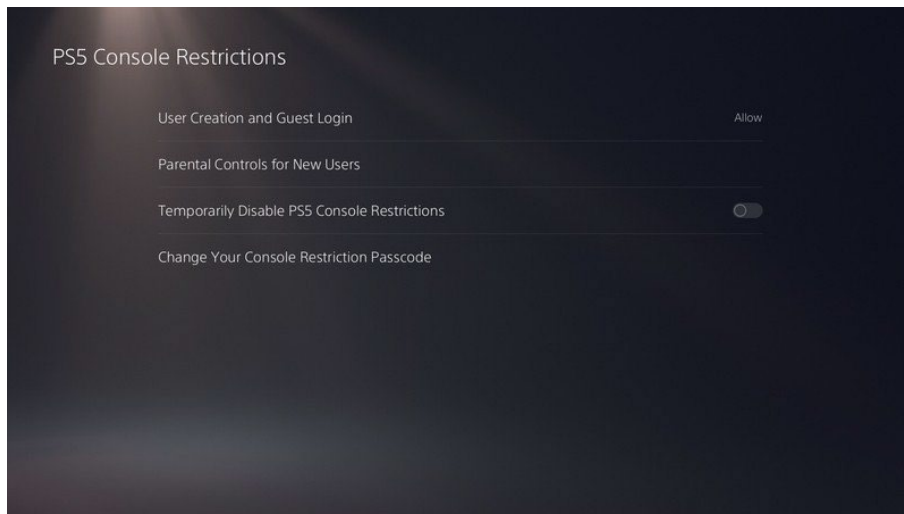 PS5 Console Restrictions
User Creation and Guest Login Allow
Parental Controls for New Users
Temporarily Disable PS5 Console Restrictions
Change Your Console Restriction Passcode